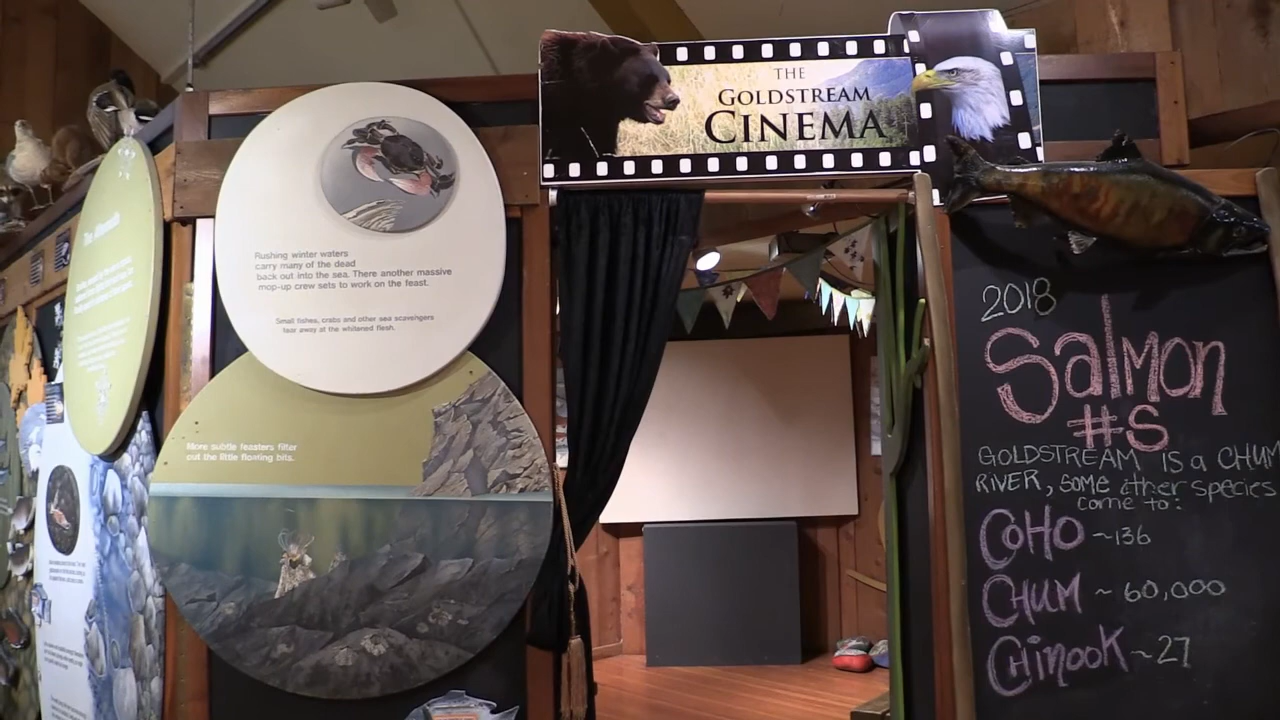 The Afterma
Rushing winter waters
carry many of the dead
back out into the sea. There another massive
mop-up crew sets to work on the feast.
Small fishes, crabs and other sea scavengers
tear away at the whitened flesh.
More subtle feasters filter
out the little floating bits.
THE
GOLDSTREAM
CINEMA
2018
Salmon
#s
GOLDSTREAM IS a CHUM
RIVER, some other species
come to:
COHO ~136
CHUM ~ 60,000
CHINOOK ~27